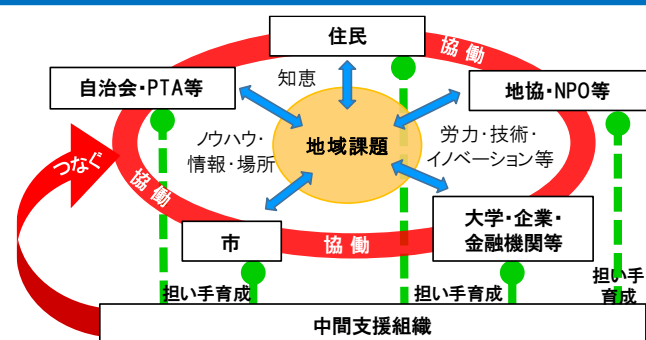 住民
協働
自治会・PTA等
知恵
地協・NPO等
ノウハウ・
情報・場所
地域課題
労力・技術・
イノベーション等
つなぐ
協働
市
協働
大学・企業・
金融機関等
担い手育成
担い手育成
担い手
育成
中間支援組織